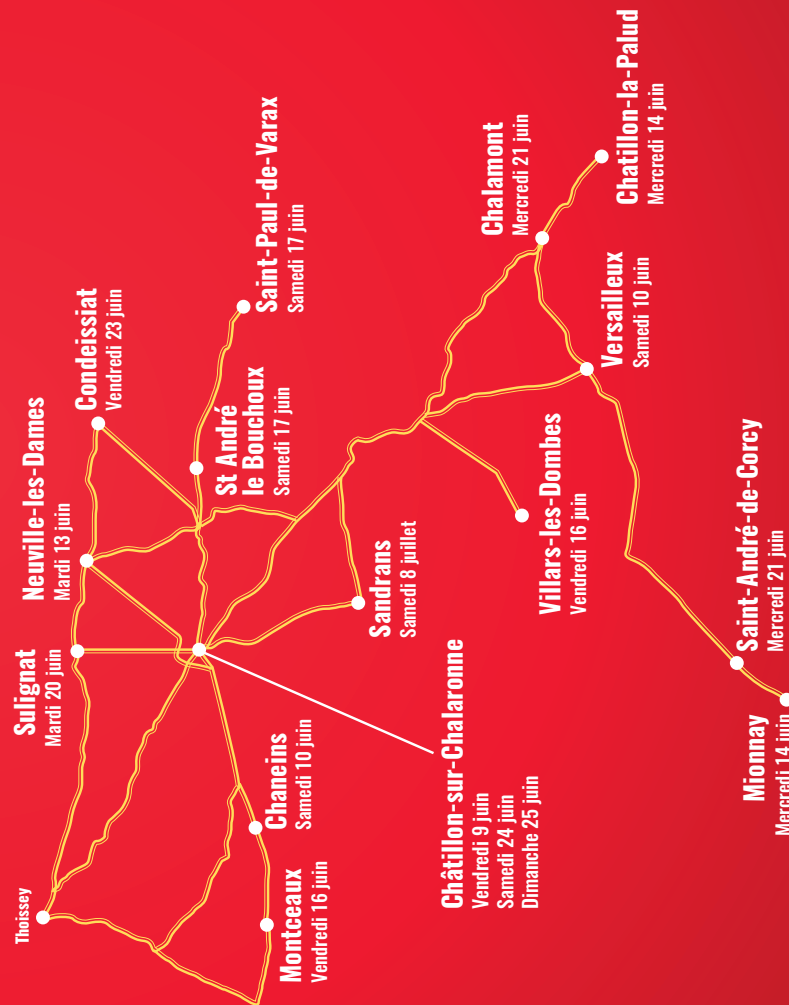 Thoissey
Sulignat
Mardi 20 juin
Neuville-les-Dames
Mardi 13 juin
Condeissiat
Vendredi 23 juin
Saint-Paul-de-Varax
Samedi 17 juin
St André
le Bouchoux
Samedi 17 juin
Montceaux
Vendredi 16 juin
Chaneins
Samedi 10 juin
Châtillon-sur-Chalaronne
Vendredi 9 juin
Samedi 24 juin
Dimanche 25 juin
Sandrans
Samedi 8 juillet
Villars-les-Dombes
Vendredi 16 juin
Chalamont
Mercredi 21 juin
Chatillon-la-Palud
Mercredi 14 juin
Versailleux
Samedi 10 juin
Saint-André-de-Corcy
Mercredi 21 juin
Mionnay
Mercredi 14 juin